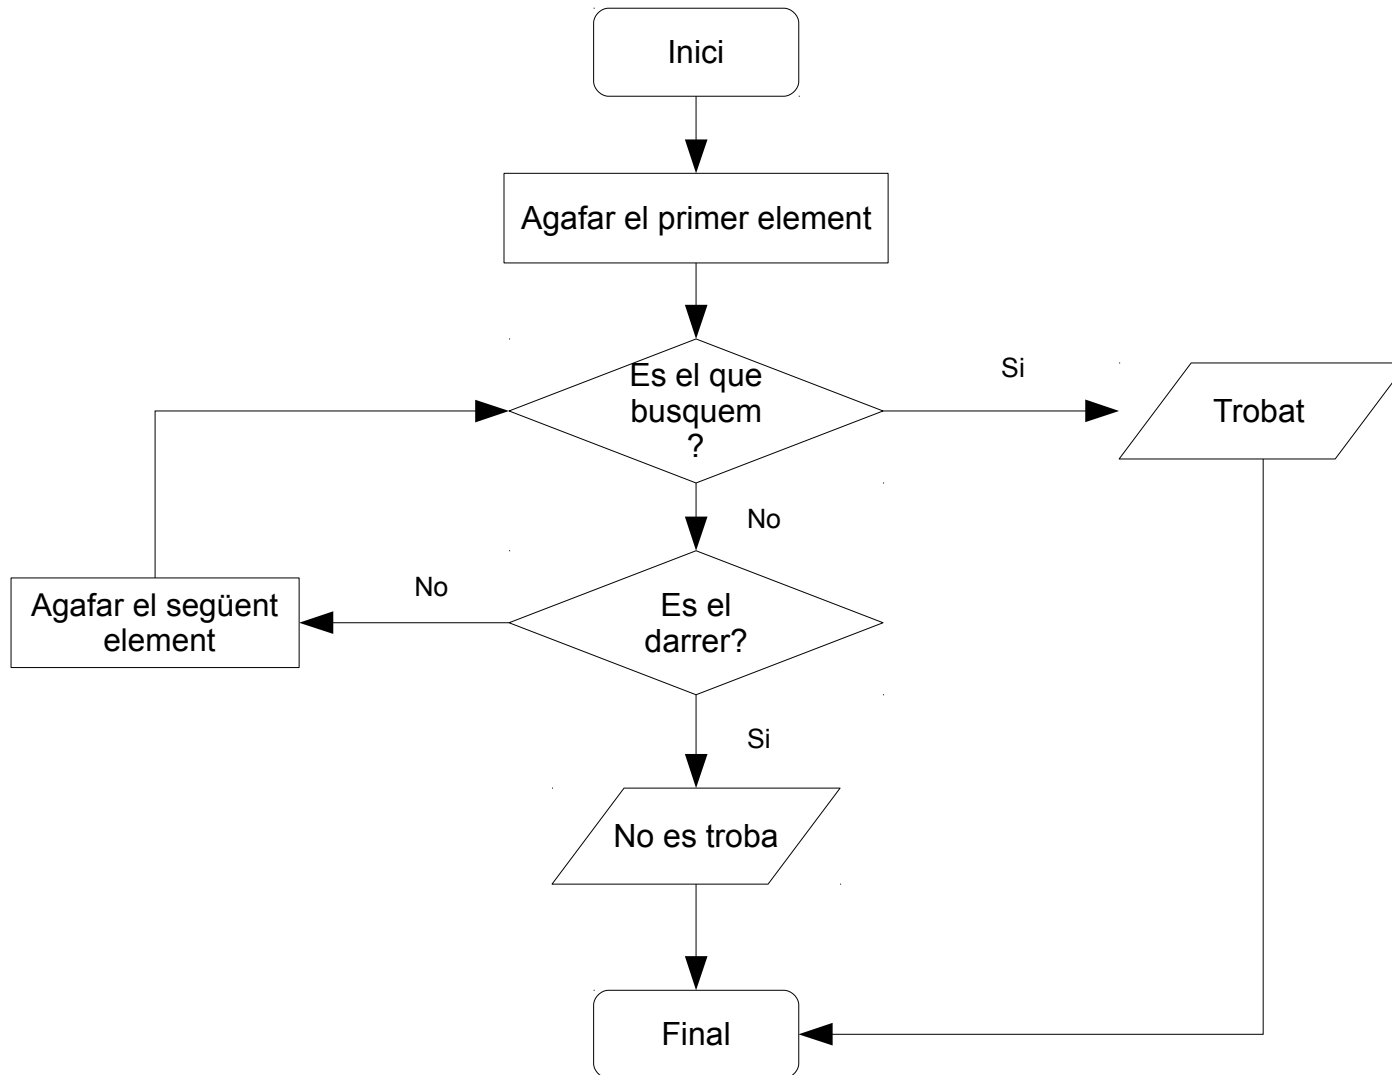 Inici
Agafar el primer element
Es el que
busquem
?
Si
Trobat
No
No
Agafar el següent
element
Es el
darrer?
Si
No es troba
Final